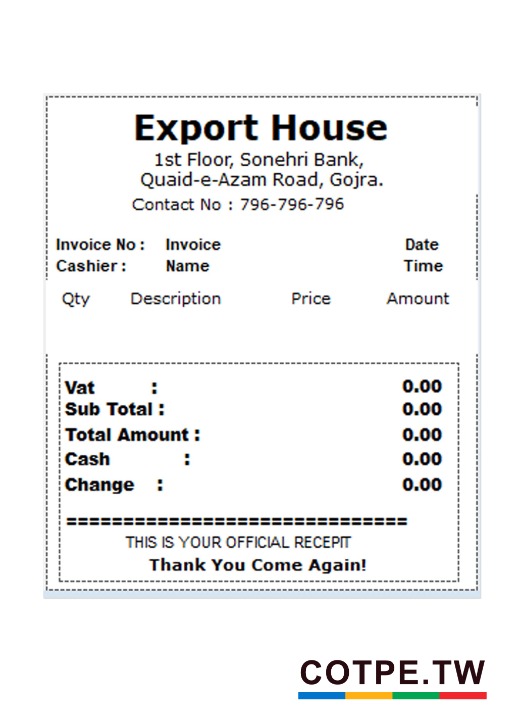 Export House
1st Floor, Sonehri Bank,
Quaid-e-Azam Road, Gojra.
Contact No : 796-796-796
Invoice No : Invoice Date
Cashier : Name Time
Qty Description Price Amount
Vat : 0.00
Sub Total : 0.00
Total Amount : 0.00
Cash : 0.00
Change : 0.00
==============================
THIS IS YOUR OFFICIAL RECEPIT
Thank You Come Again!
COTPE.TW